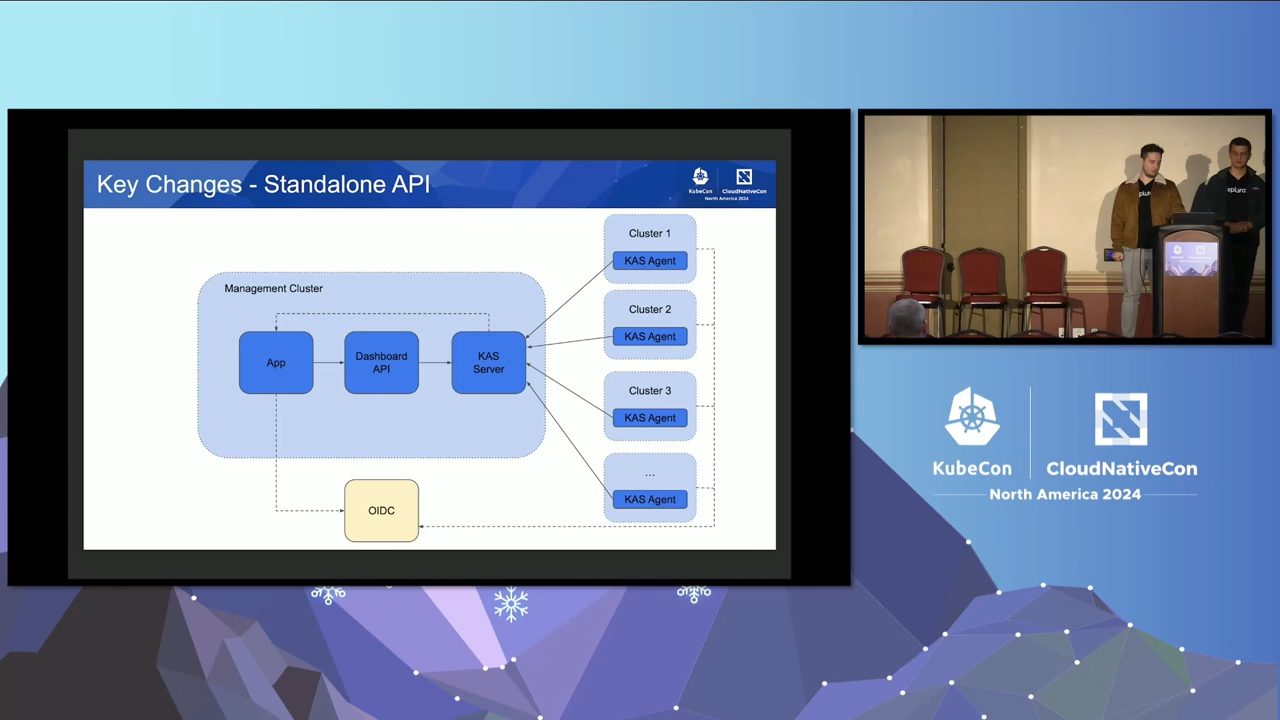 Key Changes - Standalone API
KubeCon
CloudNativeCon
North America 2024
Management Cluster
App
Dashboard
API
KAS
Server
OIDC
Cluster 1
KAS Agent
Cluster 2
KAS Agent
Cluster 3
KAS Agent
...
KAS Agent
plural
KubeCon
CloudNativeCon
North America 2024